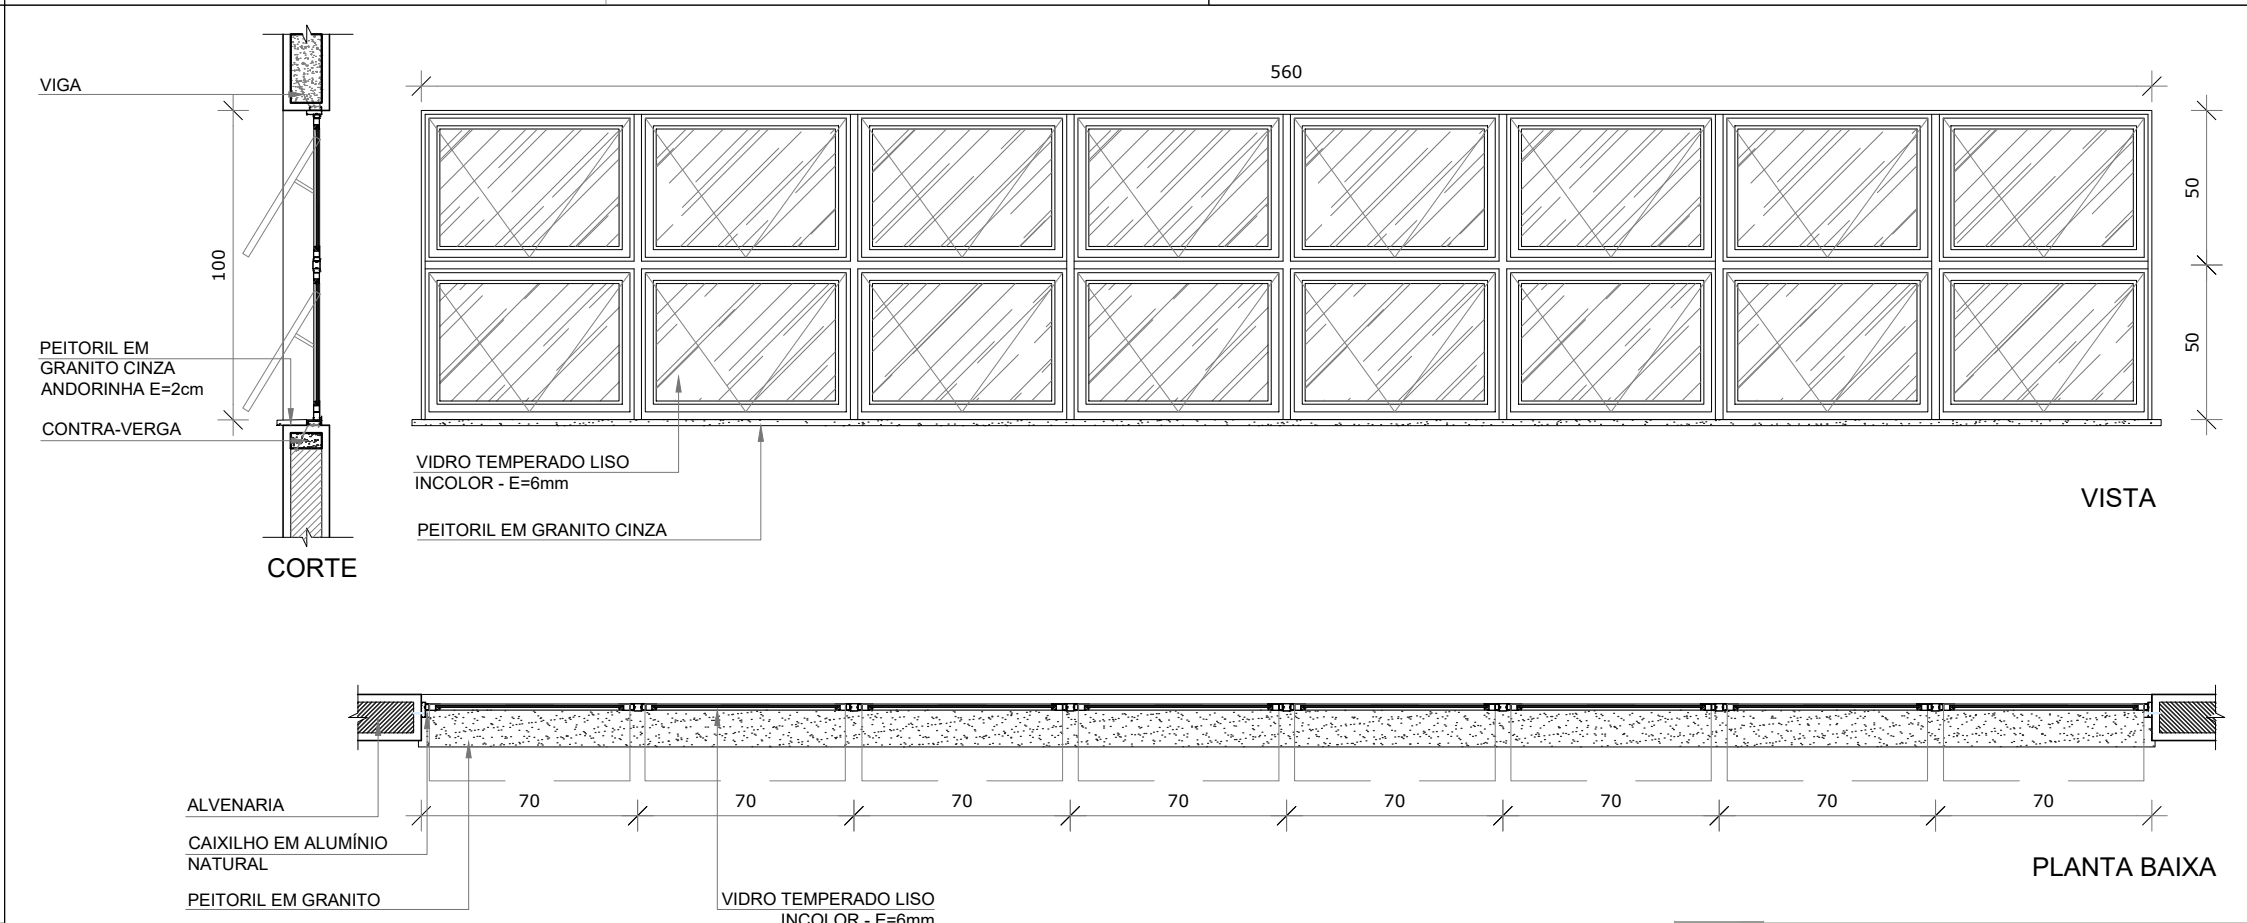 VIGA
560
100
50
50
PEITORIL EM
GRANITO CINZA
ANDORINHA E=2cm
CONTRA-VERGA
VIDRO TEMPERADO LISO
INCOLOR - E=6mm
PEITORIL EM GRANITO CINZA
VISTA
CORTE
70 70 70 70 70 70 70 70
ALVENARIA
CAIXILHO EM ALUMÍNIO
NATURAL
PEITORIL EM GRANITO
VIDRO TEMPERADO LISO
INCOLOR - E=6mm
PLANTA BAIXA